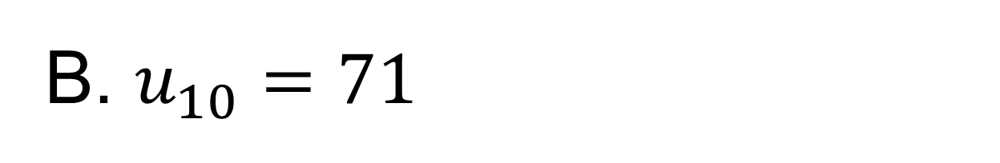 B. u₁₀ = 71